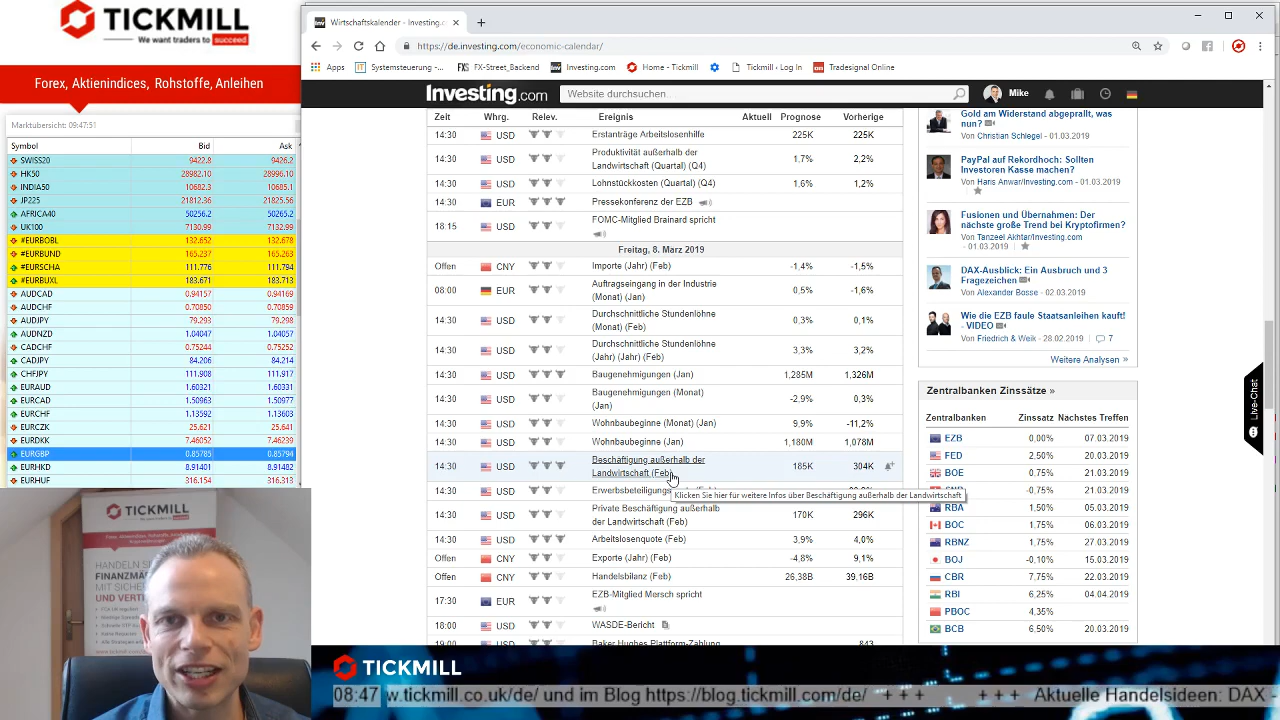 TICKMILL
We want traders to succeed
Forex, Aktienindices, Rohstoffe, Anleihen
Marktübersicht: 09:47:51
Symbol Bid Ask
SWISS20 9422.8 9426.2
HK50 28982.10 28996.10
INDIA50 10682.3 10685.1
JP225 21812.36 21825.56
AFRICA40 50256.2 50265.2
UK100 7130.99 7132.99
#EURBOBL 132.652 132.678
#EURBUND 165.237 165.263
#EURSCHA 111.776 111.794
#EURBUXL 183.671 183.713
AUDCAD 0.94157 0.94169
AUDCHF 0.70850 0.70859
AUDJPY 79.293 79.298
AUDNZD 1.04047 1.04057
CADCHF 0.75244 0.75252
CADJPY 84.206 84.214
CHFJPY 111.908 111.917
EURAUD 1.60321 1.60331
EURCAD 1.50963 1.50977
EURCHF 1.13592 1.13603
EURCZK 25.621 25.641
EURDKK 7.46052 7.46240
EURGBP 0.85785 0.85794
EURHKD 8.91401 8.91482
EURHUF 316.154 316.313
Wirtschaftskalender - Investing.c
https://de.investing.com/economic-calendar/
Apps Systemsteuerung -... FX-Street Backend Investing.com Home - Tickmill Tickmill - Log In Tradesignal Online
Investing.com Website durchsuchen... Mike
Zeit Whrg. Relev. Ereignis Aktuell Prognose Vorherige
14:30 USD Erstanträge Arbeitslosenhilfe 225K 225K
14:30 USD Produktivität außerhalb der Landwirtschaft (Quartal) (Q4) 1,7% 2,2%
14:30 USD Lohnstückkosten (Quartal) (Q4) 1,6% 1,2%
14:30 EUR Pressekonferenz der EZB
18:15 USD FOMC-Mitglied Brainard spricht
Freitag, 8. März 2019
Offen CNY Importe (Jahr) (Feb) -1,4% -1,5%
08:00 EUR Auftragseingang in der Industrie (Monat) (Jan) 0,5% -1,6%
14:30 USD Durchschnittliche Stundenlöhne (Monat) (Feb) 0,3% 0,1%
14:30 USD Durchschnittliche Stundenlöhne (Jahr) (Jahr) (Feb) 3,3% 3,2%
14:30 USD Baugenehmigungen (Jan) 1,285M 1,326M
14:30 USD Baugenehmigungen (Monat) (Jan) -2,9% 0,3%
14:30 USD Wohnbaubeginne (Monat) (Jan) 9,9% -11,2%
14:30 USD Wohnbaubeginne (Jan) 1,180M 1,078M
14:30 USD Beschäftigung außerhalb der Landwirtschaft (Feb) 185K 304K
14:30 USD Erwerbsbeteiligung
Klicken Sie hier für weitere Infos über Beschäftigung außerhalb der Landwirtschaft
14:30 USD Private Beschäftigung außerhalb der Landwirtschaft (Feb) 170K 296K
14:30 USD Arbeitslosenquote (Feb) 3,9% 4,0%
Offen CNY Exporte (Jahr) (Feb) -4,8% 9,1%
Offen CNY Handelsbilanz (Feb) 26,38B 39,16B
17:30 EUR EZB-Mitglied Mersch spricht
18:00 USD WASDE-Bericht
19:00 USD Baker Hughes Plattform-Zahlung 843
Gold am Widerstand abgeprallt, was nun?
Von Christian Schlegel - 01.03.2019
PayPal auf Rekordhoch: Sollten Investoren Kasse machen?
Von Haris Anwar/Investing.com - 01.03.2019
Fusionen und Übernahmen: Der nächste große Trend bei Kryptofirmen?
Von Tanzeel Akhtar/Investing.com - 01.03.2019
DAX-Ausblick: Ein Ausbruch und 3 Fragezeichen
Von Alexander Bosse - 02.03.2019
Wie die EZB faule Staatsanleihen kauft! - VIDEO
Von Friedrich & Weik - 28.02.2019 7
Weitere Analysen »
Zentralbanken Zinssätze »
Zentralbanken Zinssatz Nächstes Treffen
EZB 0,00% 07.03.2019
FED 2,50% 20.03.2019
BOE 0,75% 21.03.2019
-0,75% 21.03.2019
RBA 1,50% 05.03.2019
BOC 1,75% 06.03.2019
RBNZ 1,75% 27.03.2019
BOJ -0,10% 15.03.2019
CBR 7,75% 22.03.2019
RBI 6,25% 04.04.2019
PBOC 4,35%
BCB 6,50% 20.03.2019
Live-Chat
TICKMILL
HANDELN
FINANZMÄ
MIT SICHE
UND VERT
TICKMILL
08:47 w.tickmill.co.uk/de/ und im Blog https://blog.tickmill.com/de/ + + + + + + Aktuelle Handelsideen: DAX -